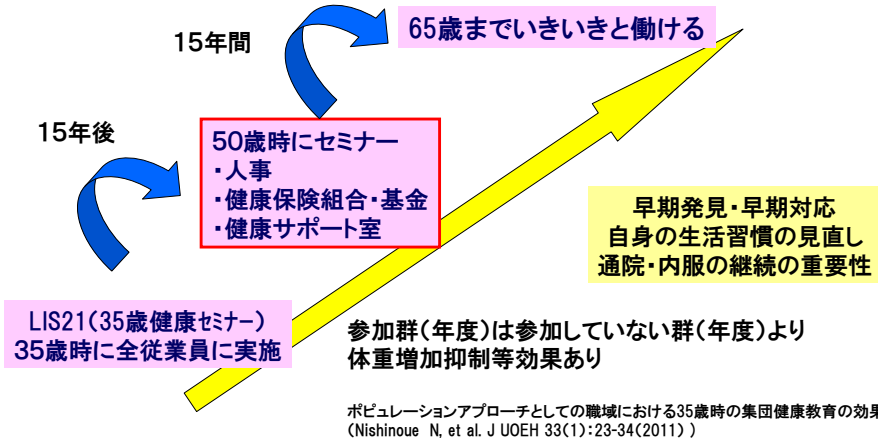 65歳までいきいきと働ける
15年間
15年後
50歳時にセミナー
・人事
・健康保険組合・基金
・健康サポート室
早期発見・早期対応
自身の生活習慣の見直し
通院・内服の継続の重要性
LIS21(35歳健康セミナー)
35歳時に全従業員に実施
参加群(年度)は参加していない群(年度)より
体重増加抑制等効果あり
ポピュレーションアプローチとしての職域における35歳時の集団健康教育の効果
(Nishinoue N, et al. J UOEH 33(1):23-34(2011) )